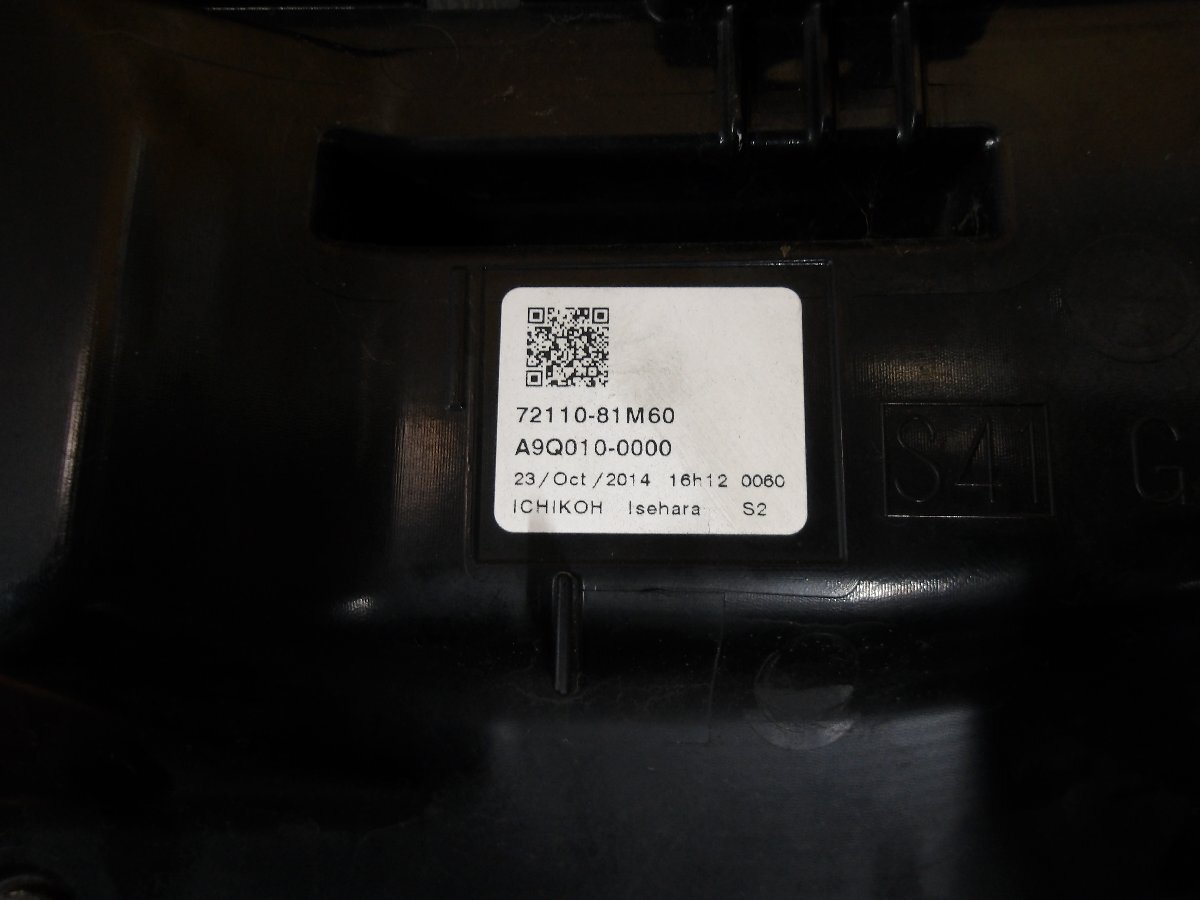 72110-81M60
A9Q010-0000
23/Oct/2014 16h12 0060
ICHIKOH Isehara S2
S41
G